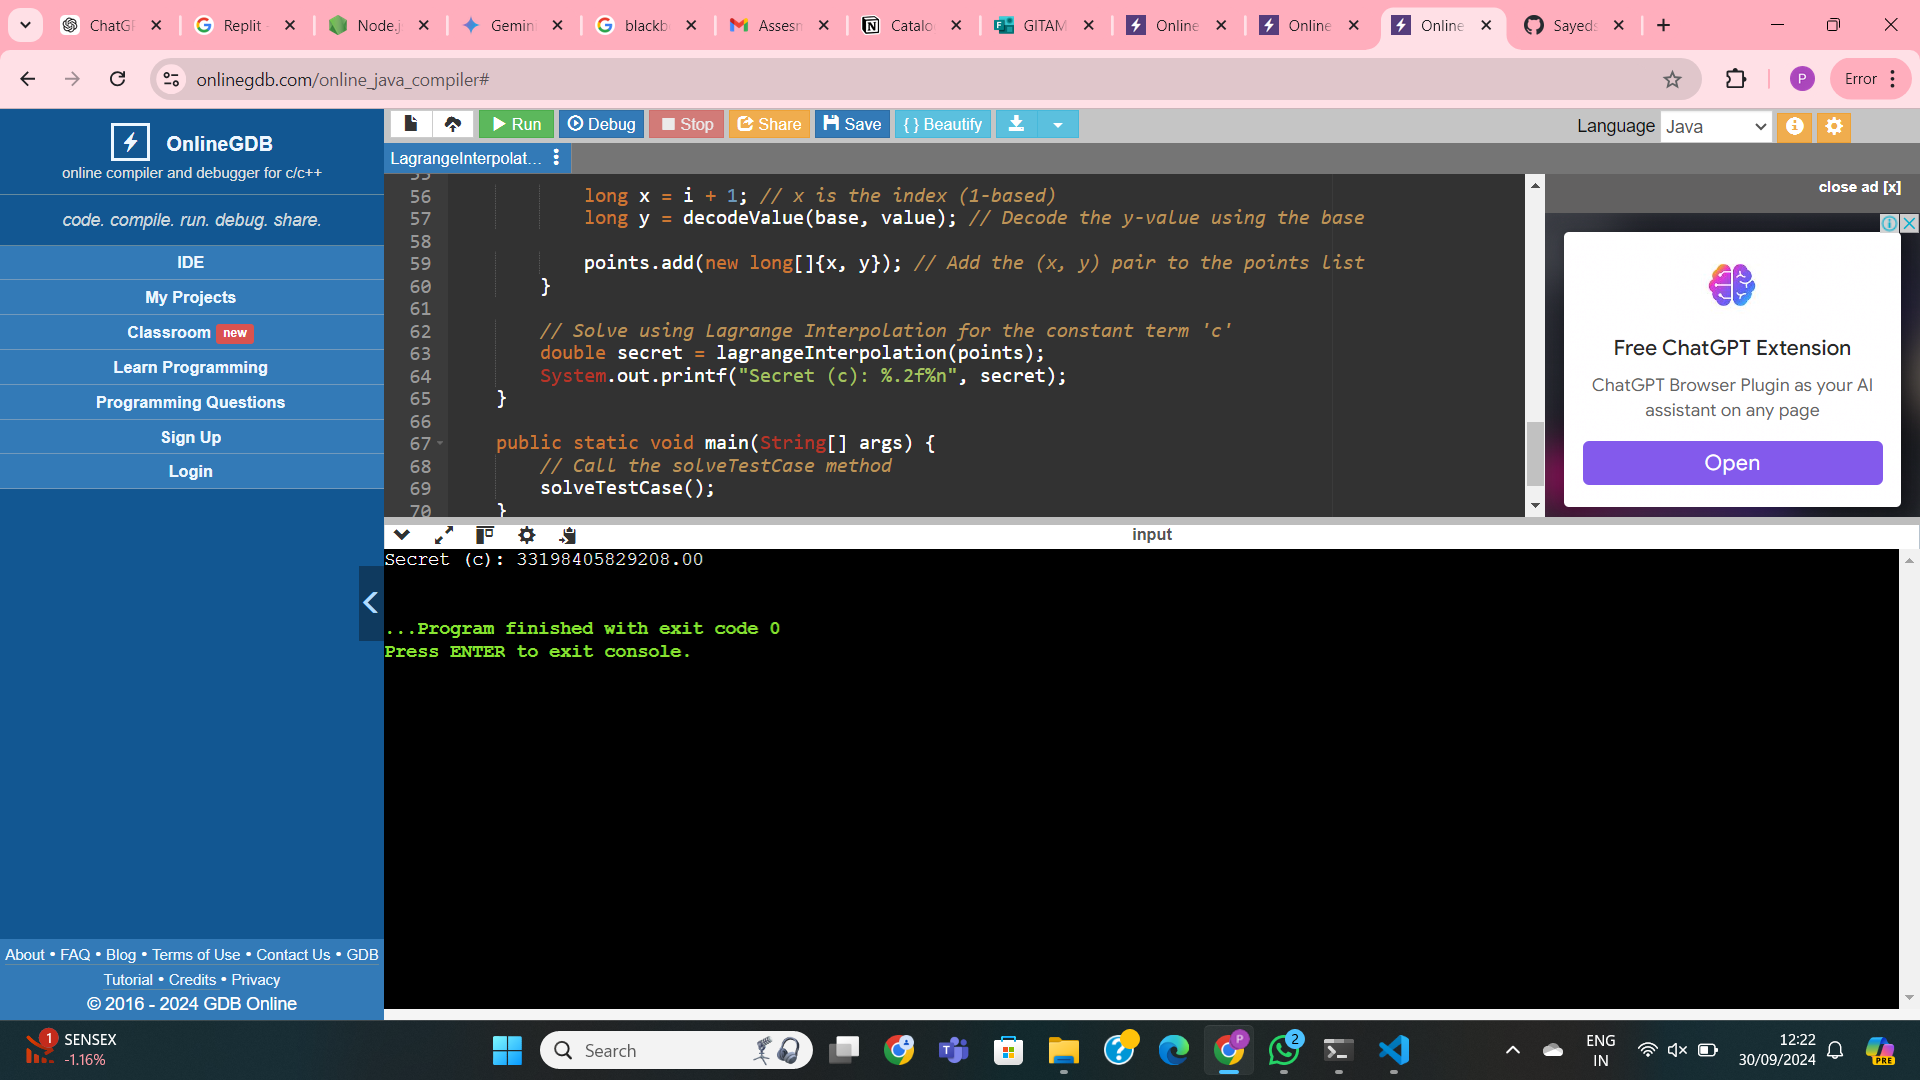 ChatGP
Replit -
Node.j
Gemini
blackb
Assesn
Catalo
GITAM
Online
Online
Online
Sayeds
onlinegdb.com/online_java_compiler#
P
Error
OnlineGDB
online compiler and debugger for c/c++
code. compile. run. debug. share.
IDE
My Projects
Classroom new
Learn Programming
Programming Questions
Sign Up
Login
About • FAQ • Blog • Terms of Use • Contact Us • GDB
Tutorial • Credits • Privacy
© 2016 - 2024 GDB Online
Run
Debug
Stop
Share
Save
{ } Beautify
Language Java
LagrangeInterpolat...
55
56 long x = i + 1; // x is the index (1-based)
57 long y = decodeValue(base, value); // Decode the y-value using the base
58
59 points.add(new long[]{x, y}); // Add the (x, y) pair to the points list
60 }
61
62 // Solve using Lagrange Interpolation for the constant term 'c'
63 double secret = lagrangeInterpolation(points);
64 System.out.printf("Secret (c): %.2f%n", secret);
65 }
66
67 public static void main(String[] args) {
68 // Call the solveTestCase method
69 solveTestCase();
70 }
close ad [x]
Free ChatGPT Extension
ChatGPT Browser Plugin as your AI
assistant on any page
Open
input
Secret (c): 33198405829208.00
...Program finished with exit code 0
Press ENTER to exit console.
1
SENSEX
-1.16%
Search
P
2
ENG
IN
12:22
30/09/2024
PRE